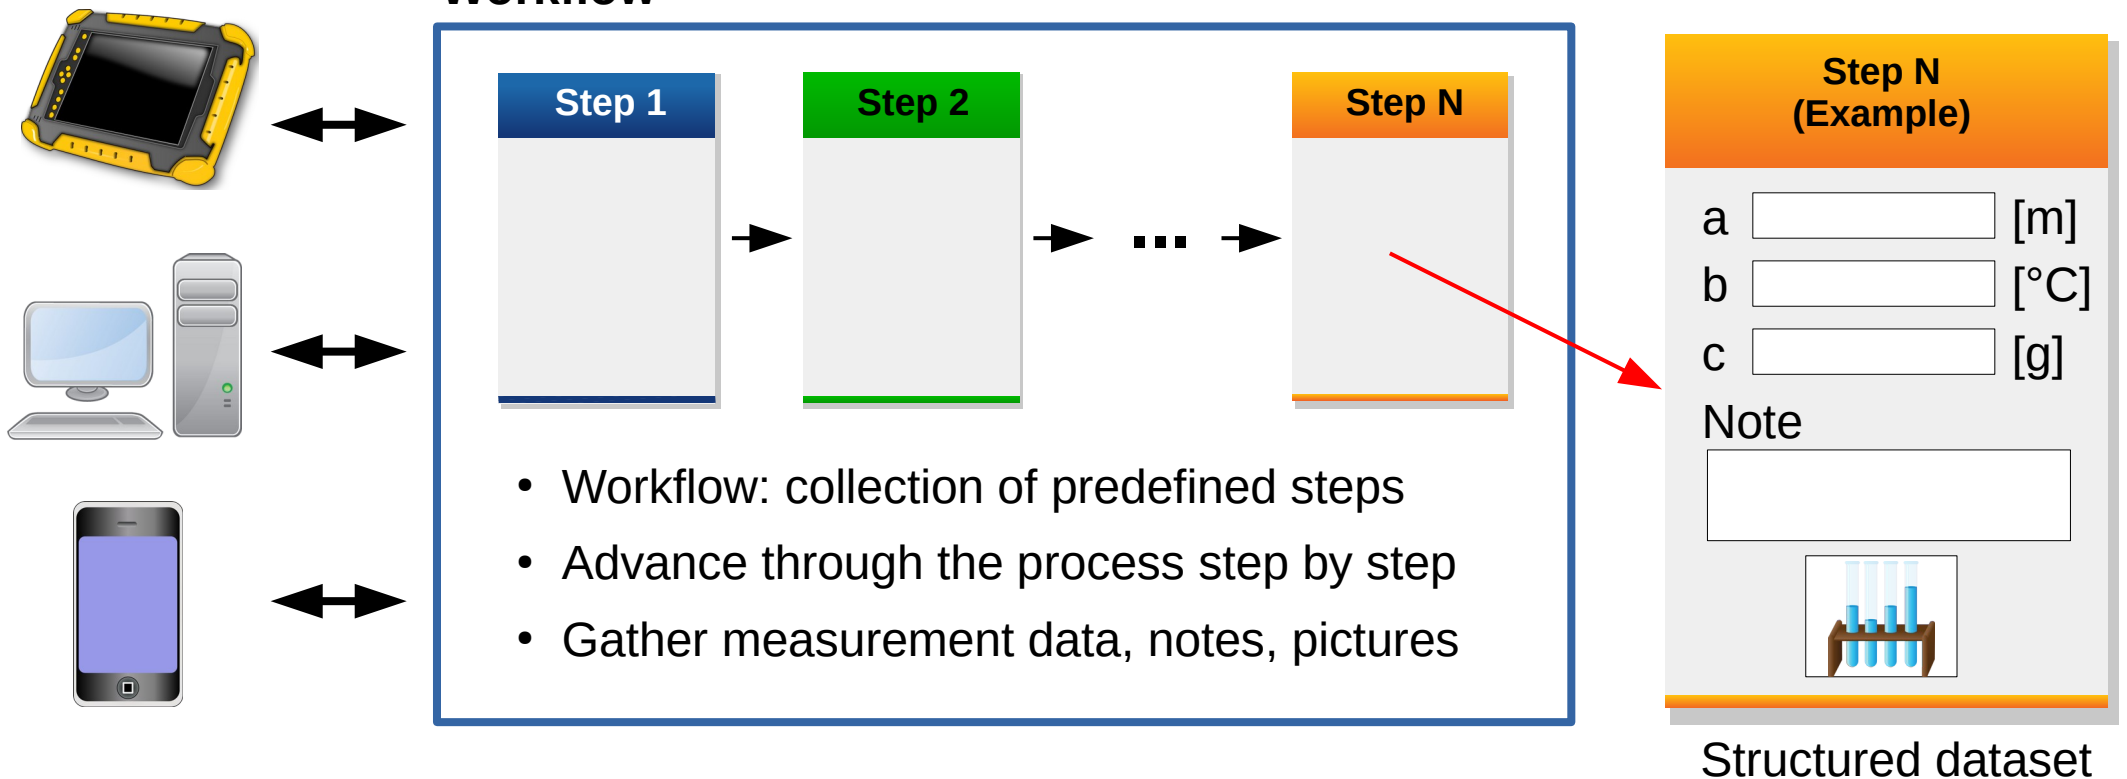 Workflow
Step 1
Step 2
...
Step N
• Workflow: collection of predefined steps
• Advance through the process step by step
• Gather measurement data, notes, pictures
Step N
(Example)
a [m]
b [°C]
c [g]
Note
Structured dataset